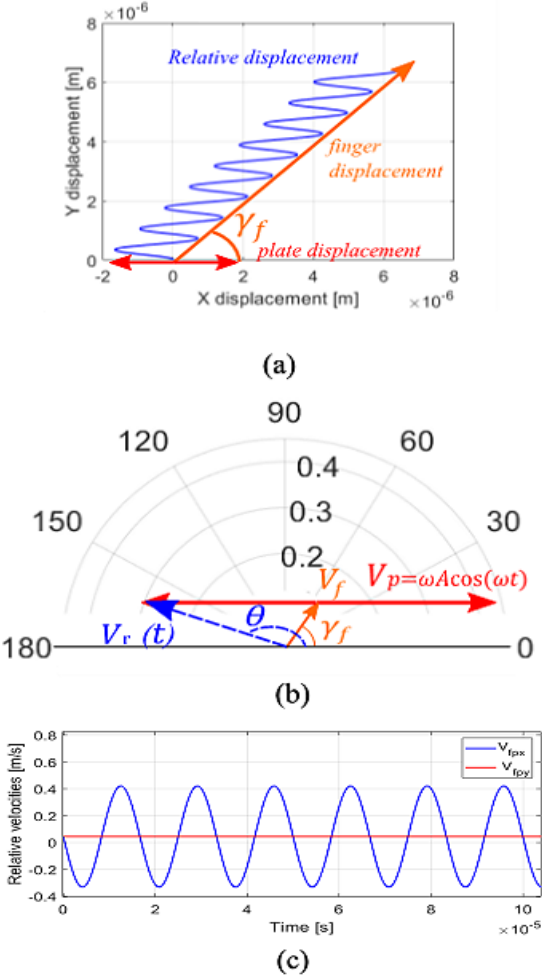 ×10⁻⁶
8
6
4
2
0
Y displacement [m]
Relative displacement
finger
displacement
γf
plate displacement
-2 0 2 4 6 8
X displacement [m]
×10⁻⁶
(a)
90
120 60
0.4
150 0.3 30
0.2
Vf Vp=ωAcos(ωt)
Vr (t) θ γf
180 0
(b)
0.8
0.6
0.4
0.2
0
-0.2
-0.4
Relative velocities [m/s]
Vfpx
Vfpy
0 2 4 6 8 10
Time [s]
×10⁻⁵
(c)